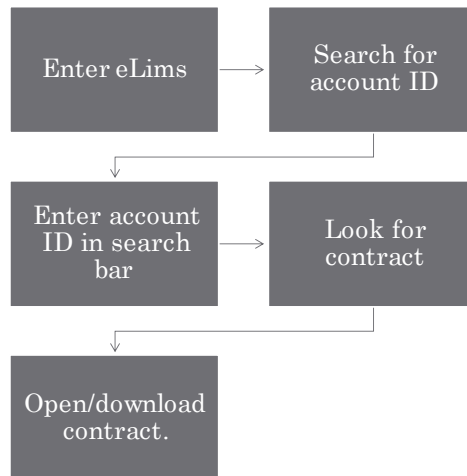 Enter eLims
Search for
account ID
Enter account
ID in search
bar
Look for
contract
Open/download
contract.